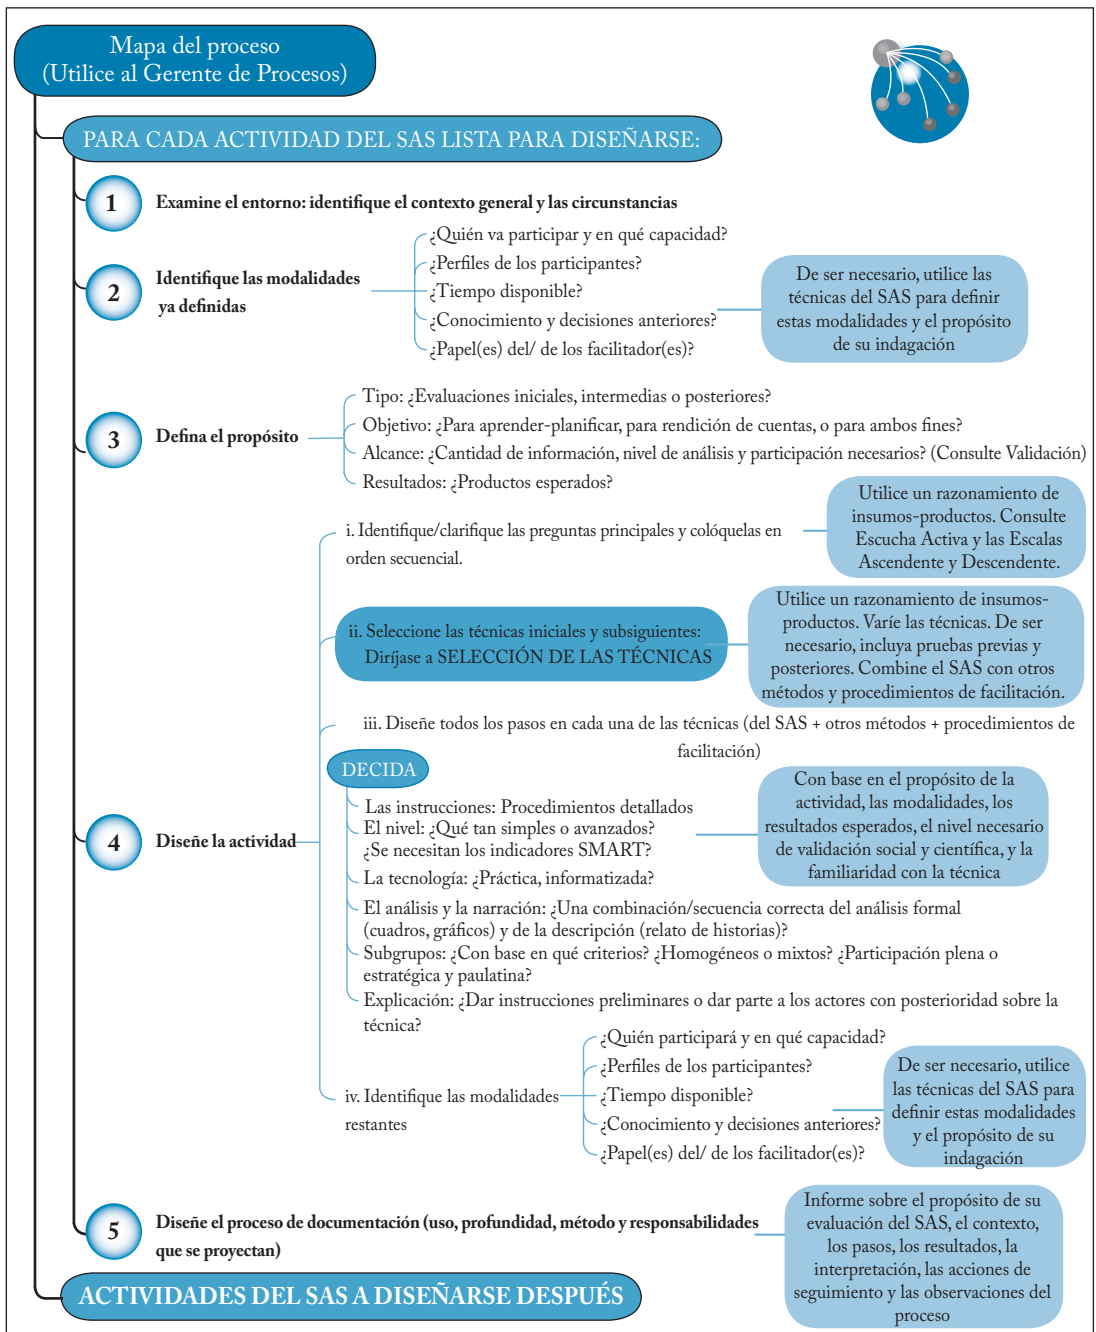 Mapa del proceso
(Utilice al Gerente de Procesos)
PARA CADA ACTIVIDAD DEL SAS LISTA PARA DISEÑARSE:
1
Examine el entorno: identifique el contexto general y las circunstancias
2
Identifique las modalidades
ya definidas
¿Quién va participar y en qué capacidad?
¿Perfiles de los participantes?
¿Tiempo disponible?
¿Conocimiento y decisiones anteriores?
¿Papel(es) del/ de los facilitador(es)?
De ser necesario, utilice las
técnicas del SAS para definir
estas modalidades y el propósito
de su indagación
3
Defina el propósito
Tipo: ¿Evaluaciones iniciales, intermedias o posteriores?
Objetivo: ¿Para aprender-planificar, para rendición de cuentas, o para ambos fines?
Alcance: ¿Cantidad de información, nivel de análisis y participación necesarios? (Consulte Validación)
Resultados: ¿Productos esperados?
4
Diseñe la actividad
i. Identifique/clarifique las preguntas principales y colóquelas en
orden secuencial.
Utilice un razonamiento de
insumos-productos. Consulte
Escucha Activa y las Escalas
Ascendente y Descendente.
ii. Seleccione las técnicas iniciales y subsiguientes:
Diríjase a SELECCIÓN DE LAS TÉCNICAS
Utilice un razonamiento de insumos-
productos. Varíe las técnicas. De ser
necesario, incluya pruebas previas y
posteriores. Combine el SAS con otros
métodos y procedimientos de facilitación.
iii. Diseñe todos los pasos en cada una de las técnicas (del SAS + otros métodos + procedimientos de
facilitación)
DECIDA
Las instrucciones: Procedimientos detallados
El nivel: ¿Qué tan simples o avanzados?
¿Se necesitan los indicadores SMART?
La tecnología: ¿Práctica, informatizada?
El análisis y la narración: ¿Una combinación/secuencia correcta del análisis formal
(cuadros, gráficos) y de la descripción (relato de historias)?
Subgrupos: ¿Con base en qué criterios? ¿Homogéneos o mixtos? ¿Participación plena o
estratégica y paulatina?
Explicación: ¿Dar instrucciones preliminares o dar parte a los actores con posterioridad sobre la
técnica?
Con base en el propósito de la
actividad, las modalidades, los
resultados esperados, el nivel necesario
de validación social y científica, y la
familiaridad con la técnica
iv. Identifique las modalidades
restantes
¿Quién participará y en qué capacidad?
¿Perfiles de los participantes?
¿Tiempo disponible?
¿Conocimiento y decisiones anteriores?
¿Papel(es) del/ de los facilitador(es)?
De ser necesario, utilice
las técnicas del SAS para
definir estas modalidades
y el propósito de su
indagación
5
Diseñe el proceso de documentación (uso, profundidad, método y responsabilidades
que se proyectan)
Informe sobre el propósito de su
evaluación del SAS, el contexto,
los pasos, los resultados, la
interpretación, las acciones de
seguimiento y las observaciones del
proceso
ACTIVIDADES DEL SAS A DISEÑARSE DESPUÉS